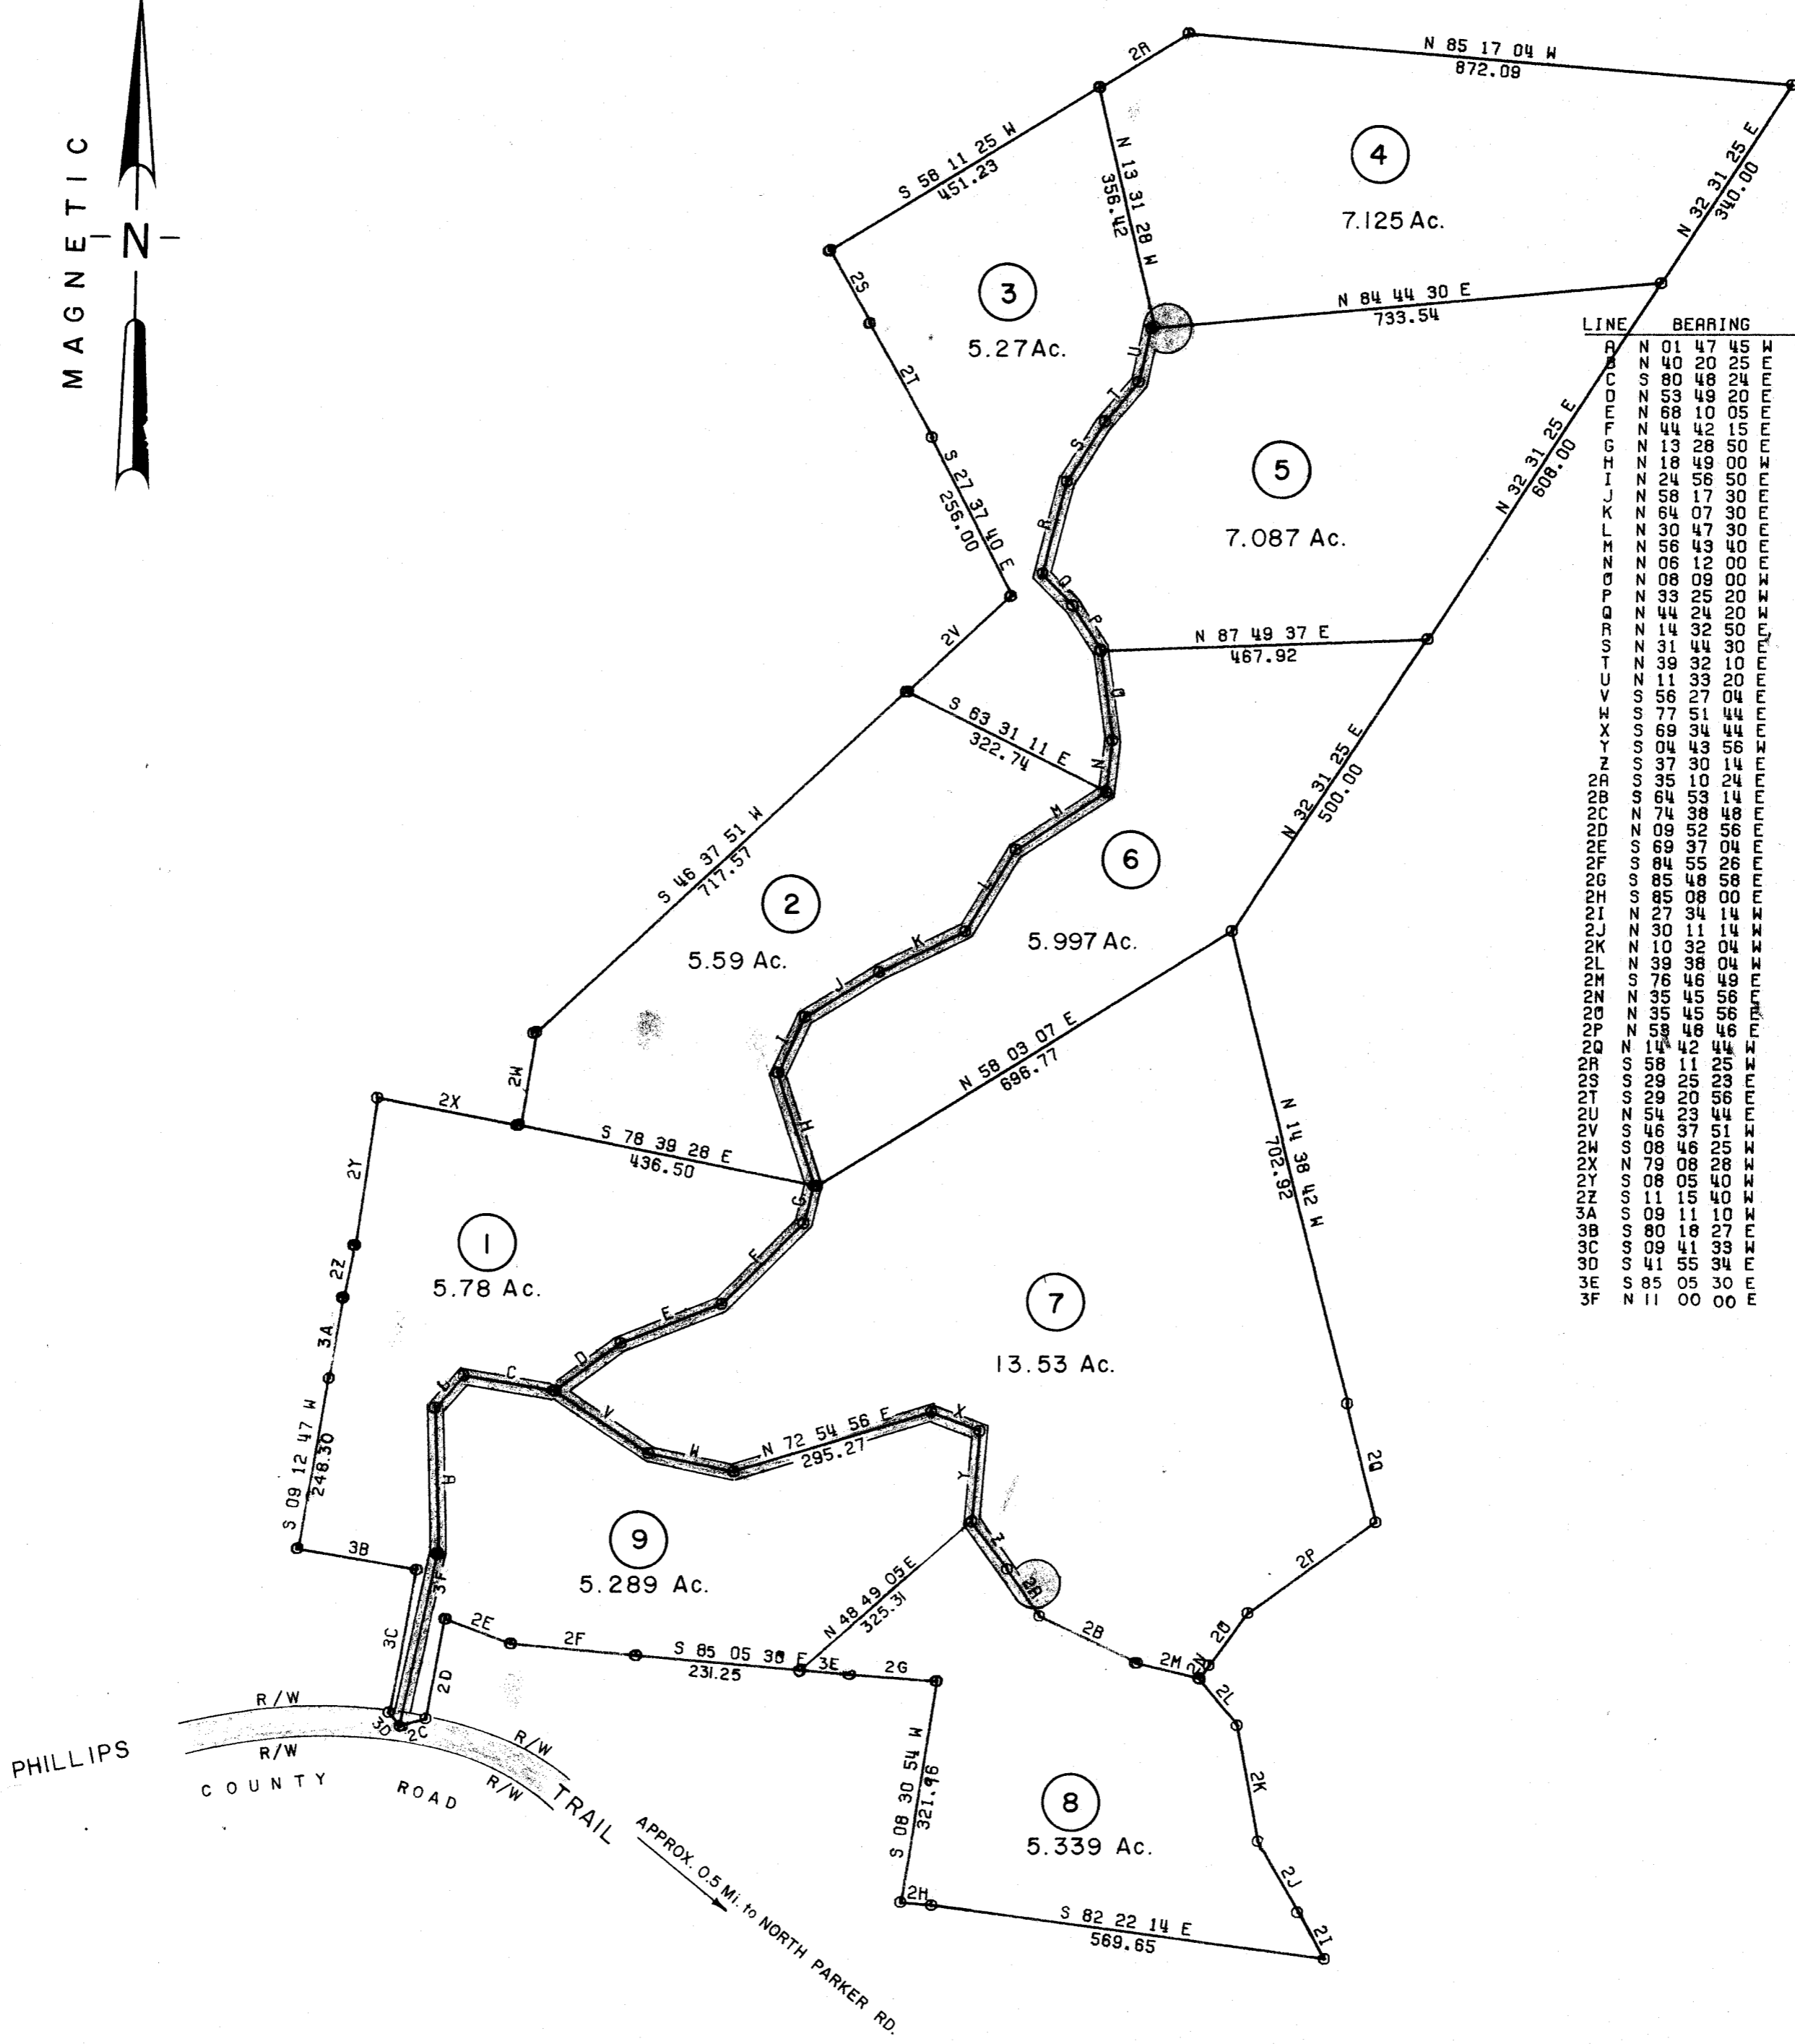 MAGNETIC
- N -
2R
N 85 17 04 W
872.09
S 58 11 25 W
451.23
N 13 31 28 W
356.42
4
7.125 Ac.
N 32 31 25 E
340.00
2S
3
5.27 Ac.
N 84 44 30 E
733.54
U
2T
T
S
S 27 37 40 E
256.00
5
7.087 Ac.
N 32 31 25 E
608.00
R
Q
P
2V
N 87 49 37 E
467.92
O
S 63 31 11 E
322.74
N
N 32 31 25 E
500.00
M
S 46 37 51 W
717.57
6
5.997 Ac.
2
5.59 Ac.
L
K
J
I
N 58 03 07 E
696.77
2W
2X
H
S 78 39 28 E
436.50
2Y
G
N 14 38 42 W
702.92
1
5.78 Ac.
F
2Z
7
13.53 Ac.
E
3A
D
C
V
X
W
N 72 54 56 E
295.27
2Q
S 09 12 47 W
248.30
Y
9
5.289 Ac.
3B
3F
Z
2A
2P
N 48 49 05 E
325.31
2E
3C
2B
2O
2F
2D
S 85 05 30 E
231.25
3E
2G
2M
2N
2L
R/W
3D
2C
R/W
R/W
R/W
PHILLIPS
TRAIL
COUNTY ROAD
S 08 30 54 W
321.96
2K
8
5.339 Ac.
2J
APPROX. 0.5 Mi. to NORTH PARKER RD.
2H
S 82 22 14 E
569.65
2I
LINE BEARING
A N 01 47 45 W
B N 40 20 25 E
C S 80 48 24 E
D N 53 49 20 E
E N 68 10 05 E
F N 44 42 15 E
G N 13 28 50 E
H N 18 49 00 W
I N 24 56 50 E
J N 58 17 30 E
K N 64 07 30 E
L N 30 47 30 E
M N 56 43 40 E
N N 06 12 00 E
O N 08 09 00 W
P N 33 25 20 W
Q N 44 24 20 W
R N 14 32 50 E
S N 31 44 30 E
T N 39 32 10 E
U N 11 33 20 E
V S 56 27 04 E
W S 77 51 44 E
X S 69 34 44 E
Y S 04 43 56 W
Z S 37 30 14 E
2A S 35 10 24 E
2B S 64 53 14 E
2C N 74 38 48 E
2D N 09 52 56 E
2E S 69 37 04 E
2F S 84 55 26 E
2G S 85 48 58 E
2H S 85 08 00 E
2I N 27 34 14 W
2J N 30 11 14 W
2K N 10 32 04 W
2L N 39 38 04 W
2M S 76 46 49 E
2N N 35 45 56 E
2O N 35 45 56 E
2P N 53 46 46 E
2Q N 14 42 44 W
2R S 58 11 25 W
2S S 29 25 23 E
2T S 29 20 56 E
2U N 54 23 44 E
2V S 46 37 51 W
2W S 08 46 25 W
2X N 79 08 28 W
2Y S 08 05 40 W
2Z S 11 15 40 W
3A S 09 11 10 W
3B S 80 18 27 E
3C S 09 41 33 W
3D S 41 55 34 E
3E S 85 05 30 E
3F N 11 00 00 E